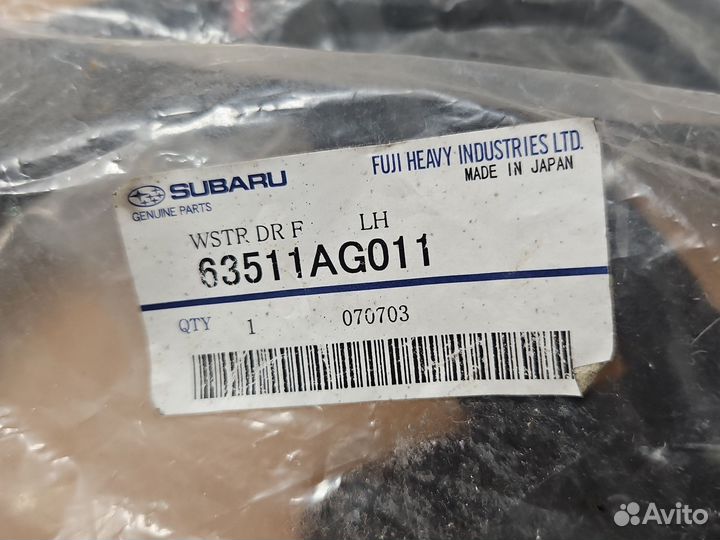 SUBARU
GENUINE PARTS
FUJI HEAVY INDUSTRIES LTD.
MADE IN JAPAN
WSTR DR F LH
63511AG011
QTY 1 070703
Avito